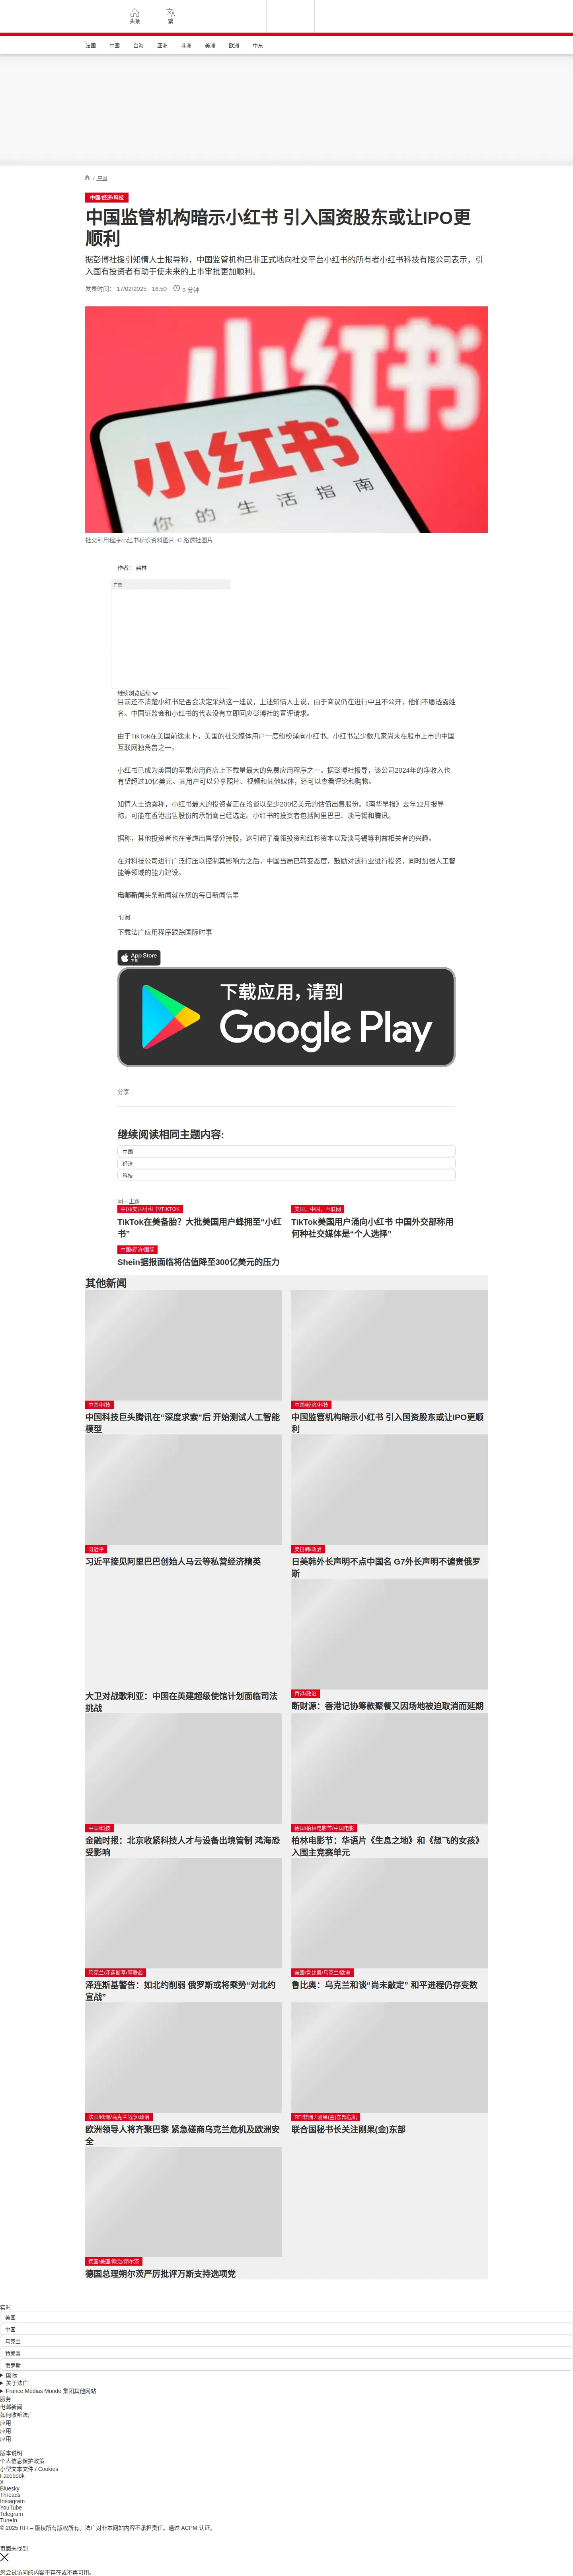 头条
繁
法国
中国
台海
亚洲
非洲
美洲
欧洲
中东
/ 中国
中国/经济/科技
中国监管机构暗示小红书 引入国资股东或让IPO更
顺利
据彭博社援引知情人士报导称，中国监管机构已非正式地向社交平台小红书的所有者小红书科技有限公司表示，引
入国有投资者有助于使未来的上市审批更加顺利。
发表时间： 17/02/2025 - 16:50
3 分钟
小红书
小红书
你的生活指南
社交引用程序小红书标识资料图片 © 路透社图片
作者： 弗林
广告
继续浏览后续
目前还不清楚小红书是否会决定采纳这一建议，上述知情人士说，由于商议仍在进行中且不公开，他们不愿透露姓
名。中国证监会和小红书的代表没有立即回应彭博社的置评请求。
由于TikTok在美国前途未卜，美国的社交媒体用户一度纷纷涌向小红书。小红书是少数几家尚未在股市上市的中国
互联网独角兽之一。
小红书已成为美国的苹果应用商店上下载量最大的免费应用程序之一。据彭博社报导，该公司2024年的净收入也
有望超过10亿美元。其用户可以分享照片、视频和其他媒体，还可以查看评论和购物。
知情人士透露称，小红书最大的投资者正在洽谈以至少200亿美元的估值出售股份。《南华早报》去年12月报导
称，可能在香港出售股份的承销商已经选定。小红书的投资者包括阿里巴巴、淡马锡和腾讯。
据称，其他投资者也在考虑出售部分持股，这引起了高瓴投资和红杉资本以及淡马锡等利益相关者的兴趣。
在对科技公司进行广泛打压以控制其影响力之后，中国当局已转变态度，鼓励对该行业进行投资，同时加强人工智
能等领域的能力建设。
电邮新闻头条新闻就在您的每日新闻信里
订阅
下载法广应用程序跟踪国际时事
App Store
下载
下载应用，请到
Google Play
分享 :
继续阅读相同主题内容:
中国
经济
科技
同一主题
中国/美国/小红书/TIKTOK
TikTok在美备胎？大批美国用户蜂拥至“小红
书”
美国、中国、互联网
TikTok美国用户涌向小红书 中国外交部称用
何种社交媒体是“个人选择”
中国/经济/国际
Shein据报面临将估值降至300亿美元的压力
其他新闻
中国/科技
中国科技巨头腾讯在“深度求索”后 开始测试人工智能
模型
中国/经济/科技
中国监管机构暗示小红书 引入国资股东或让IPO更顺
利
习近平
习近平接见阿里巴巴创始人马云等私营经济精英
美日韩/政治
日美韩外长声明不点中国名 G7外长声明不谴责俄罗
斯
大卫对战歌利亚：中国在英建超级使馆计划面临司法
挑战
香港/政治
断财源：香港记协筹款聚餐又因场地被迫取消而延期
中国/科技
金融时报：北京收紧科技人才与设备出境管制 鸿海恐
受影响
德国/柏林电影节/中国电影
柏林电影节：华语片《生息之地》和《想飞的女孩》
入围主竞赛单元
乌克兰/泽连斯基/阿联酋
泽连斯基警告：如北约削弱 俄罗斯或将乘势“对北约
宣战”
美国/鲁比奥/乌克兰/欧洲
鲁比奥：乌克兰和谈“尚未敲定” 和平进程仍存变数
法国/欧洲/乌克兰战争/政治
欧洲领导人将齐聚巴黎 紧急磋商乌克兰危机及欧洲安
全
RFI非洲 / 刚果(金)东部危机
联合国秘书长关注刚果(金)东部
德国/美国/政治/朔尔茨
德国总理朔尔茨严厉批评万斯支持选项党
实时
美国
中国
乌克兰
特朗普
俄罗斯
国际
关于法广
France Médias Monde 集团其他网站
服务
电邮新闻
如何收听法广
应用
应用
应用
版本说明
个人信息保护政策
小型文本文件 / Cookies
Facebook
X
Bluesky
Threads
Instagram
YouTube
Telegram
TuneIn
© 2025 RFI – 版权所有版权所有。法广对非本网站内容不承担责任。通过 ACPM 认证。
页面未找到
您尝试访问的内容不存在或不再可用。